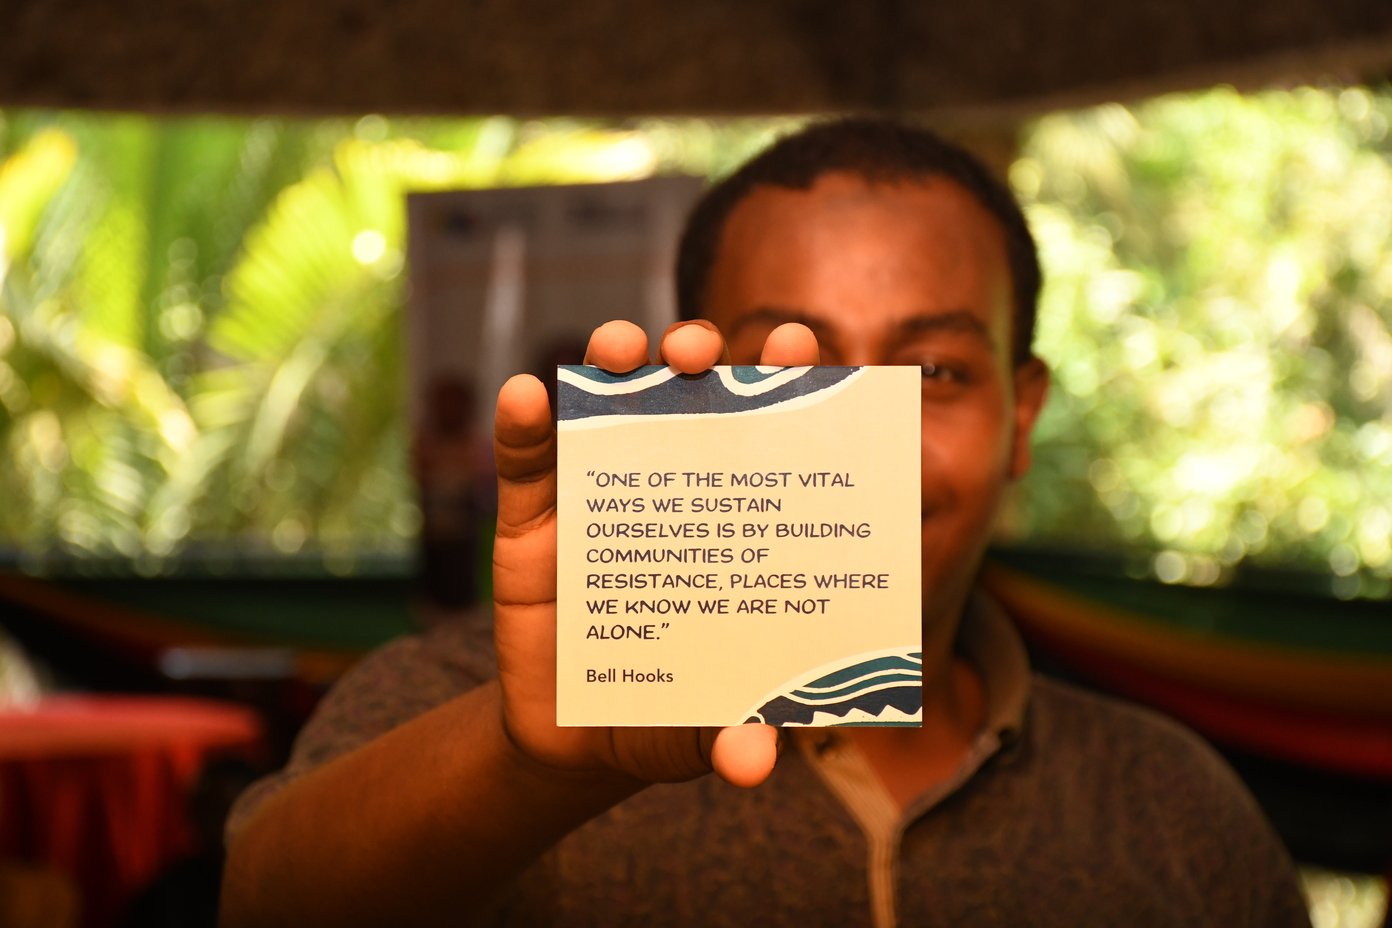 “ONE OF THE MOST VITAL
WAYS WE SUSTAIN
OURSELVES IS BY BUILDING
COMMUNITIES OF
RESISTANCE, PLACES WHERE
WE KNOW WE ARE NOT
ALONE.”
Bell Hooks